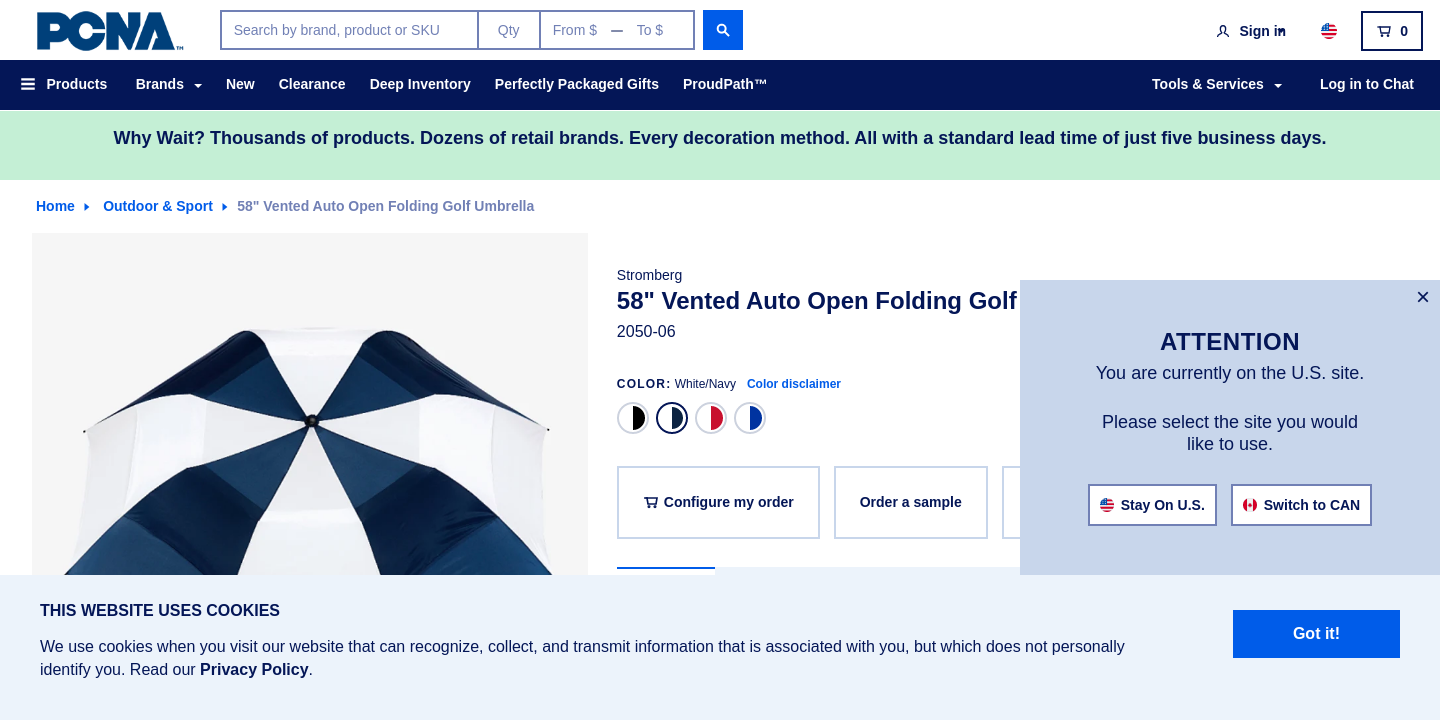 PCNA™
Search by brand, product or SKU
Qty
From $ — To $
Sign in
0
Products
Brands
New
Clearance
Deep Inventory
Perfectly Packaged Gifts
ProudPath™
Tools & Services
Log in to Chat
Why Wait? Thousands of products. Dozens of retail brands. Every decoration method. All with a standard lead time of just five business days.
Home
Outdoor & Sport
58" Vented Auto Open Folding Golf Umbrella
Stromberg
58" Vented Auto Open Folding Golf
2050-06
COLOR: White/Navy Color disclaimer
Configure my order
Order a sample
×
ATTENTION
You are currently on the U.S. site.
Please select the site you would
like to use.
Stay On U.S.
Switch to CAN
THIS WEBSITE USES COOKIES
We use cookies when you visit our website that can recognize, collect, and transmit information that is associated with you, but which does not personally
identify you. Read our Privacy Policy.
Got it!